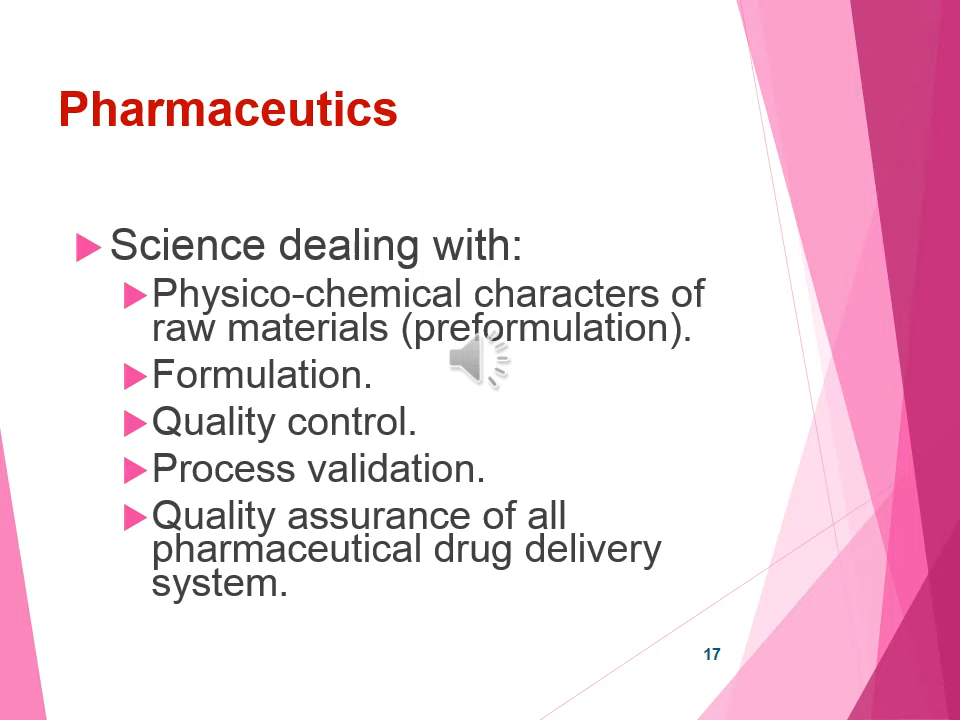 Pharmaceutics
Science dealing with:
Physico-chemical characters of
raw materials (preformulation).
Formulation.
Quality control.
Process validation.
Quality assurance of all
pharmaceutical drug delivery
system.
17